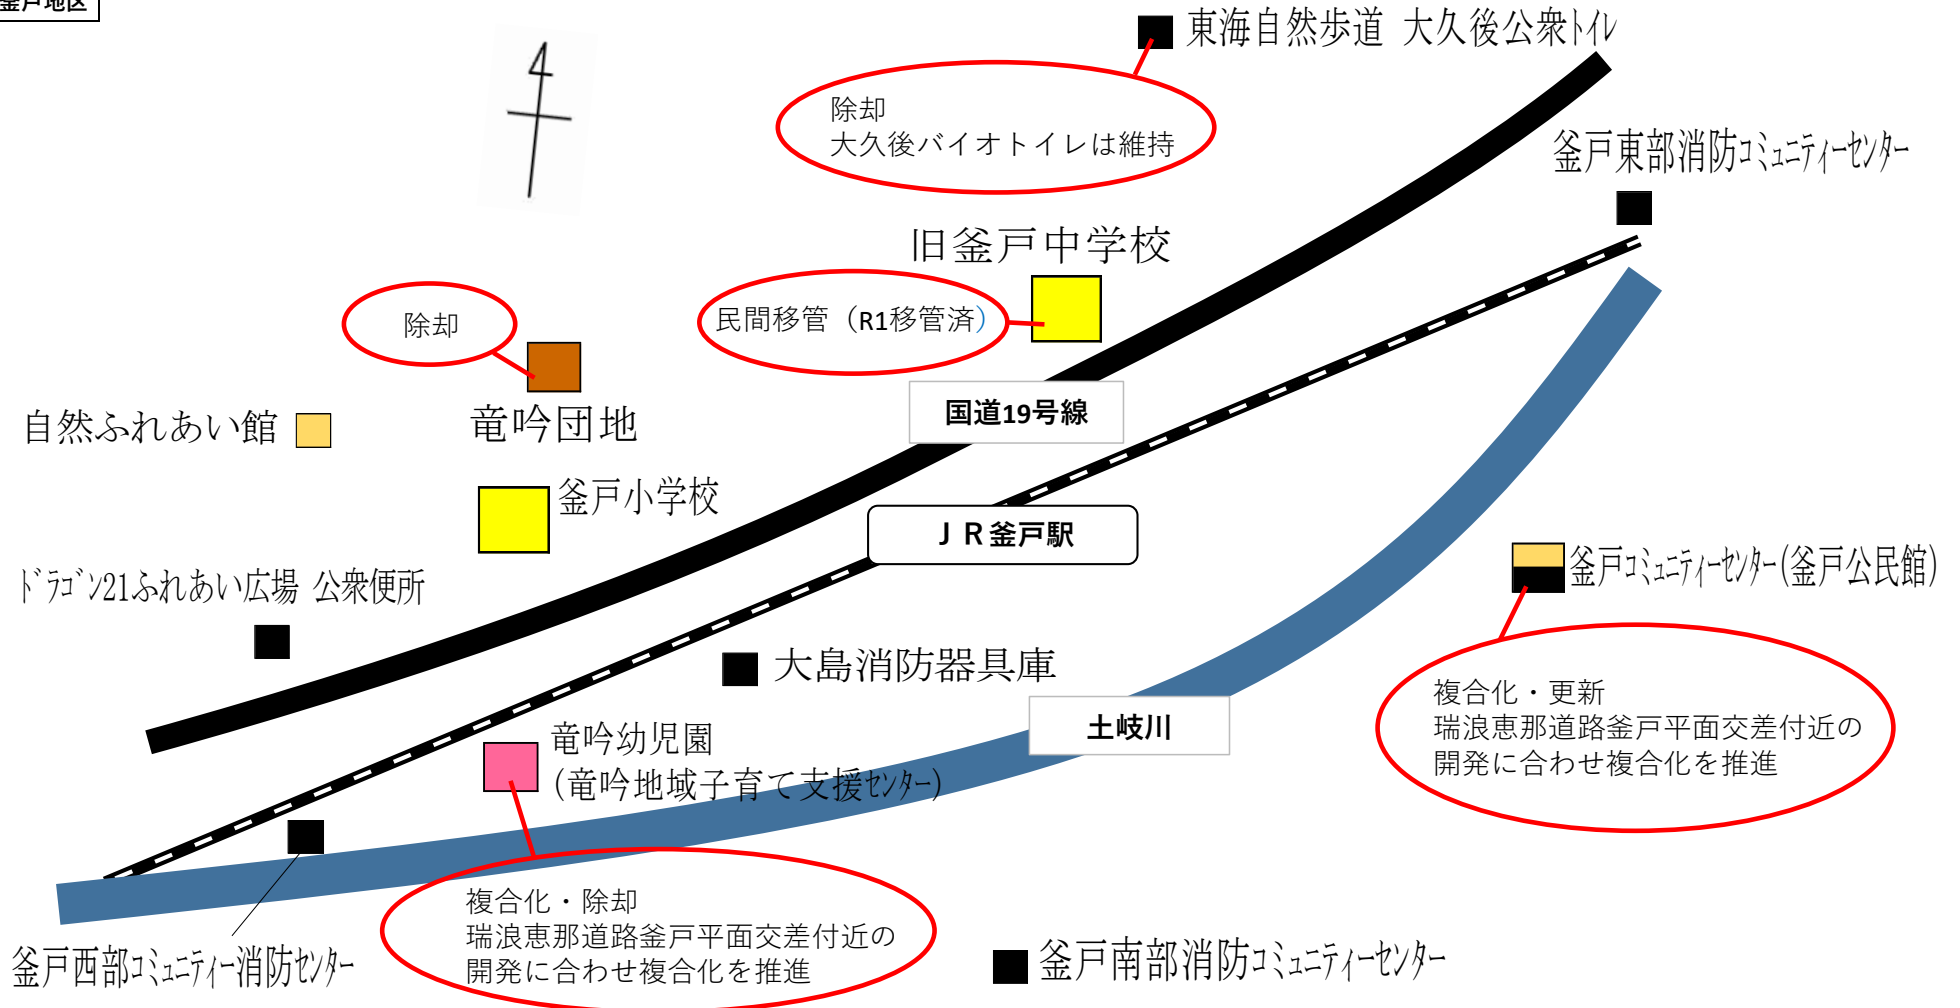 釜戸地区
東海自然歩道 大久後公衆ﾄｲﾚ
除却
大久後バイオトイレは維持
釜戸東部消防ｺﾐｭﾆﾃｨｰｾﾝﾀｰ
旧釜戸中学校
民間移管（R1移管済）
除却
竜吟団地
自然ふれあい館
国道19号線
釜戸小学校
ＪＲ釜戸駅
釜戸ｺﾐｭﾆﾃｨｰｾﾝﾀｰ(釜戸公民館)
ﾄﾞﾗｺﾞﾝ21ふれあい広場 公衆便所
大島消防器具庫
複合化・更新
瑞浪恵那道路釜戸平面交差付近の
開発に合わせ複合化を推進
土岐川
竜吟幼児園
(竜吟地域子育て支援ｾﾝﾀｰ)
複合化・除却
瑞浪恵那道路釜戸平面交差付近の
開発に合わせ複合化を推進
釜戸西部ｺﾐｭﾆﾃｨｰ消防ｾﾝﾀｰ
釜戸南部消防ｺﾐｭﾆﾃｨｰｾﾝﾀｰ